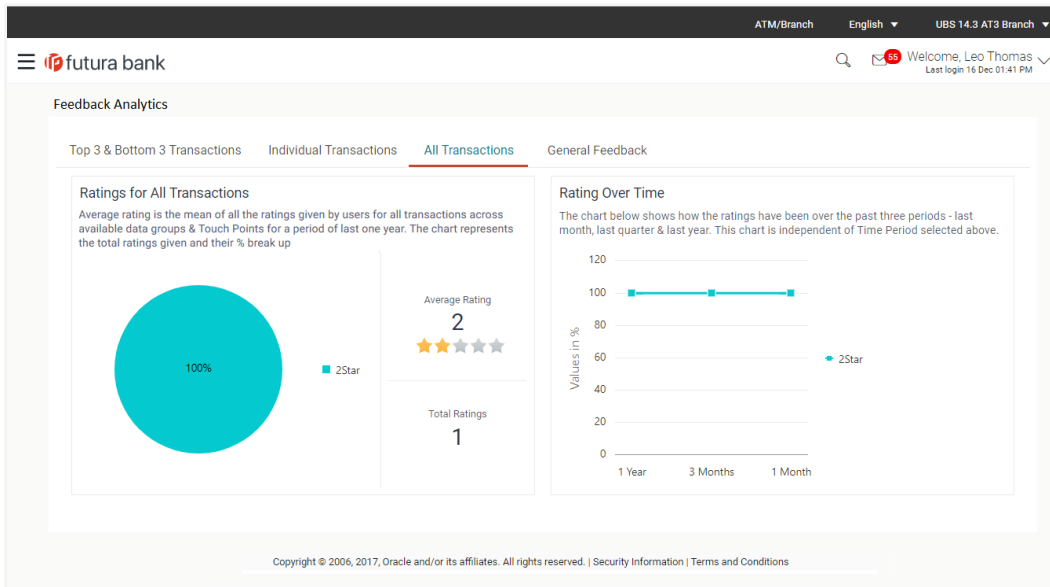 ATM/Branch English UBS 14.3 AT3 Branch
futura bank
55
Welcome, Leo Thomas
Last login 16 Dec 01:41 PM
Feedback Analytics
Top 3 & Bottom 3 Transactions Individual Transactions All Transactions General Feedback
Ratings for All Transactions
Average rating is the mean of all the ratings given by users for all transactions across
available data groups & Touch Points for a period of last one year. The chart represents
the total ratings given and their % break up
100%
2Star
Average Rating
2
Total Ratings
1
Rating Over Time
The chart below shows how the ratings have been over the past three periods - last
month, last quarter & last year. This chart is independent of Time Period selected above.
Values in %
120
100
80
60
40
20
0
1 Year 3 Months 1 Month
2Star
Copyright © 2006, 2017, Oracle and/or its affiliates. All rights reserved. | Security Information | Terms and Conditions